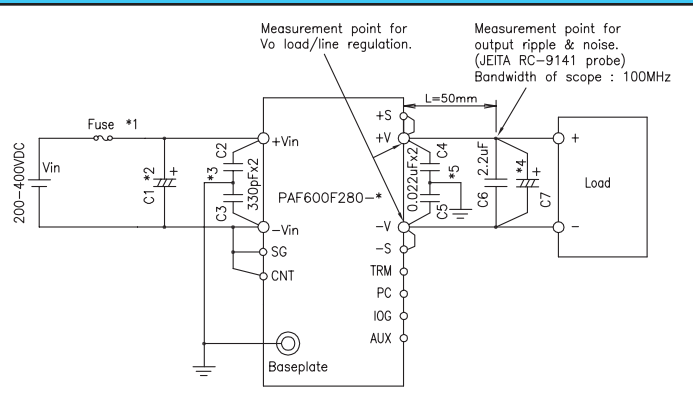 Measurement point for
Vo load/line regulation.
Measurement point for
output ripple & noise.
(JEITA RC-9141 probe)
Bandwidth of scope : 100MHz
L=50mm
Fuse *1
200-400VDC
Vin
C1 *2
+
C2
*3
330pFx2
C3
+Vin
-Vin
SG
CNT
Baseplate
PAF600F280-*
+S
+V
-V
-S
TRM
PC
IOG
AUX
C4
*5
0.022uFx2
C5
2.2uF
C6
*4
+
C7
+
Load
-